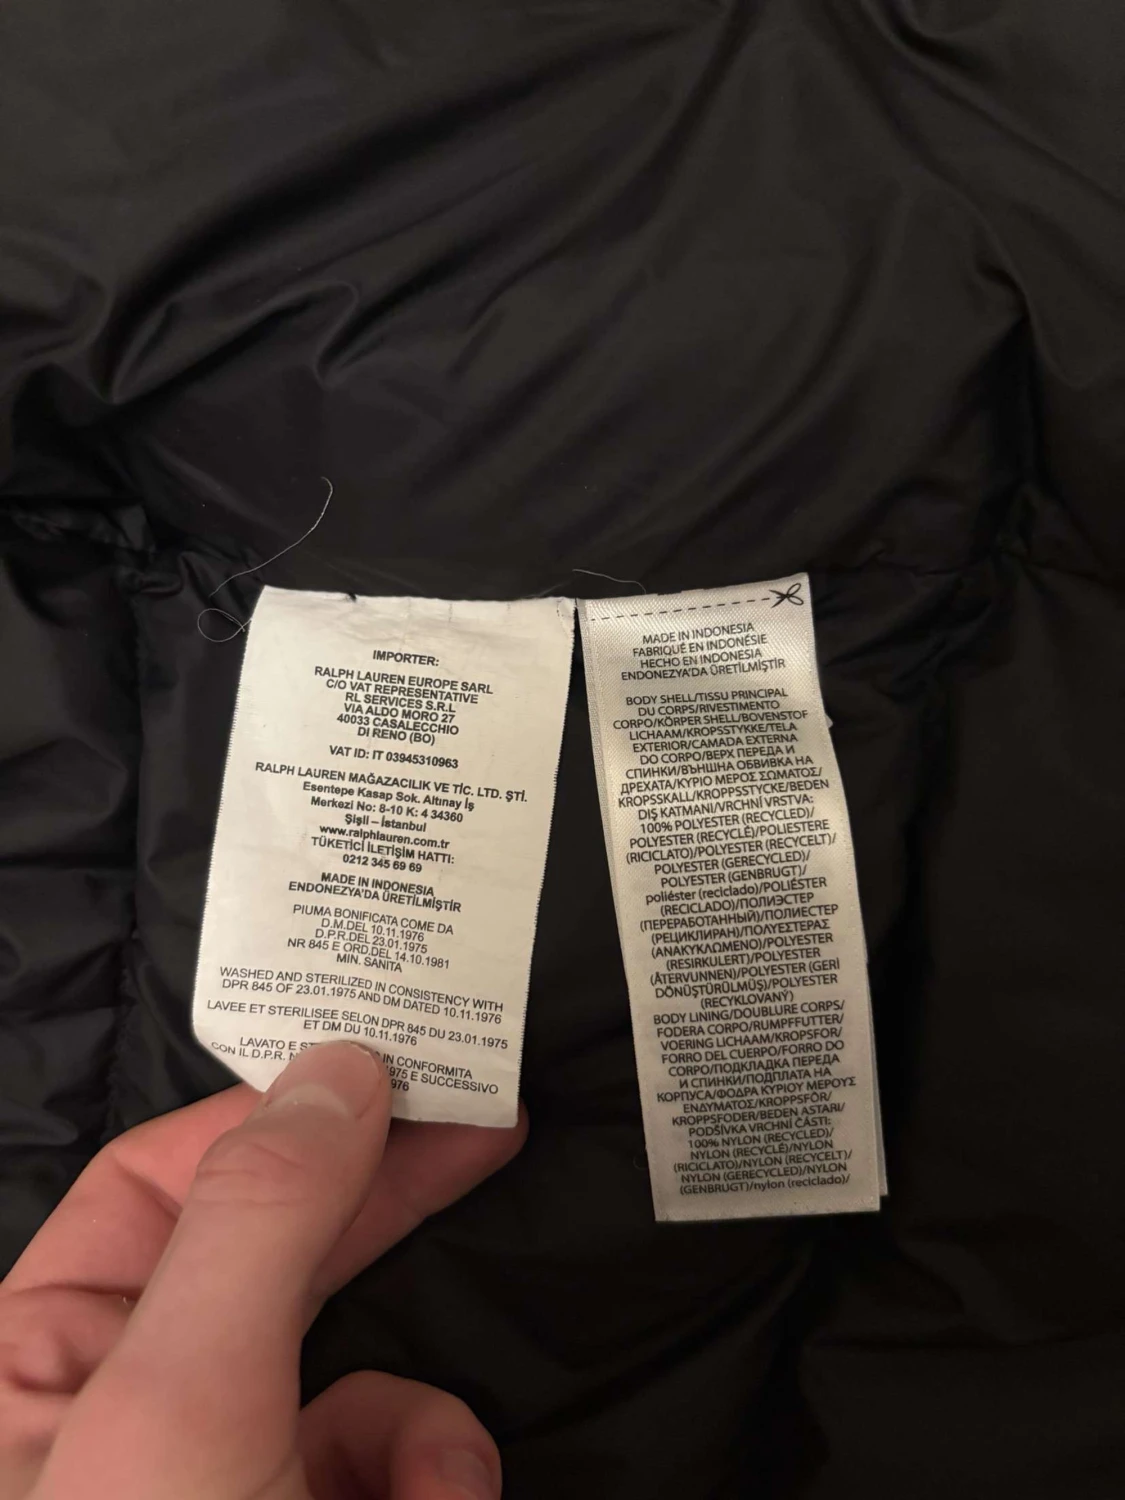 IMPORTER:
RALPH LAUREN EUROPE SARL
C/O VAT REPRESENTATIVE
RL SERVICES S.R.L
VIA ALDO MORO 27
40033 CASALECCHIO
DI RENO (BO)
VAT ID: IT 03945310963
RALPH LAUREN MAĞAZACILIK VE TİC. LTD. ŞTİ.
Esentepe Kasap Sok. Altınay İş
Merkezi No: 8-10 K: 4 34360
Şişli – İstanbul
www.ralphlauren.com.tr
TÜKETİCİ İLETİŞİM HATTI:
0212 345 69 69
MADE IN INDONESIA
ENDONEZYA'DA ÜRETİLMİŞTİR
PIUMA BONIFICATA COME DA
D.M.DEL 10.11.1976
D.P.R.DEL 23.01.1975
NR 845 E ORD.DEL 14.10.1981
MIN. SANITA
WASHED AND STERILIZED IN CONSISTENCY WITH
DPR 845 OF 23.01.1975 AND DM DATED 10.11.1976
LAVEE ET STERILISEE SELON DPR 845 DU 23.01.1975
ET DM DU 10.11.1976
LAVATO E IN CONFORMITA
CON IL D.P.R. E SUCCESSIVO
MADE IN INDONESIA
FABRIQUÉ EN INDONÉSIE
HECHO EN INDONESIA
ENDONEZYA'DA ÜRETİLMİŞTİR
BODY SHELL/TISSU PRINCIPAL
DU CORPS/RIVESTIMENTO
CORPO/KÖRPER SHELL/BOVENSTOF
LICHAAM/KROPSSTYKKE/TELA
EXTERIOR/CAMADA EXTERNA
DO CORPO/ВЕРХ ПЕРЕДА И
СПИНКИ/ВЪНШНА ОБВИВКА НА
ДРЕХАТА/ΚΥΡΙΟ ΜΕΡΟΣ ΣΩΜΑΤΟΣ/
KROPPSSKALL/KROPPSSTYCKE/BEDEN
DIŞ KATMANI/VRCHNÍ VRSTVA:
100% POLYESTER (RECYCLED)/
POLYESTER (RECYCLÉ)/POLIESTERE
(RICICLATO)/POLYESTER (RECYCELT)/
POLYESTER (GERECYCLED)/
POLYESTER (GENBRUGT)/
poliéster (reciclado)/POLIÉSTER
(RECICLADO)/ПОЛИЭСТЕР
(ПЕРЕРАБОТАННЫЙ)/ПОЛИЕСТЕР
(РЕЦИКЛИРАН)/ΠΟΛΥΕΣΤΕΡΑΣ
(ΑΝΑΚΥΚΛΩΜΕΝΟ)/POLYESTER
(RESIRKULERT)/POLYESTER
(ÅTERVUNNEN)/POLYESTER (GERİ
DÖNÜŞTÜRÜLMÜŞ)/POLYESTER
(RECYKLOVANÝ)
BODY LINING/DOUBLURE CORPS/
FODERA CORPO/RUMPFFUTTER/
VOERING LICHAAM/KROPSFOR/
FORRO DEL CUERPO/FORRO DO
CORPO/ПОДКЛАДКА ПЕРЕДА
И СПИНКИ/ПОДПЛАТА НА
КОРПУСА/ΦΟΔΡΑ ΚΥΡΙΟΥ ΜΕΡΟΥΣ
ΕΝΔΥΜΑΤΟΣ/KROPPSFÔR/
KROPPSFODER/BEDEN ASTARI/
PODŠÍVKA VRCHNÍ ČÁSTI:
100% NYLON (RECYCLED)/
NYLON (RECYCLÉ)/NYLON
(RICICLATO)/NYLON (RECYCELT)/
NYLON (GERECYCLED)/NYLON
(GENBRUGT)/nylon (reciclado)/